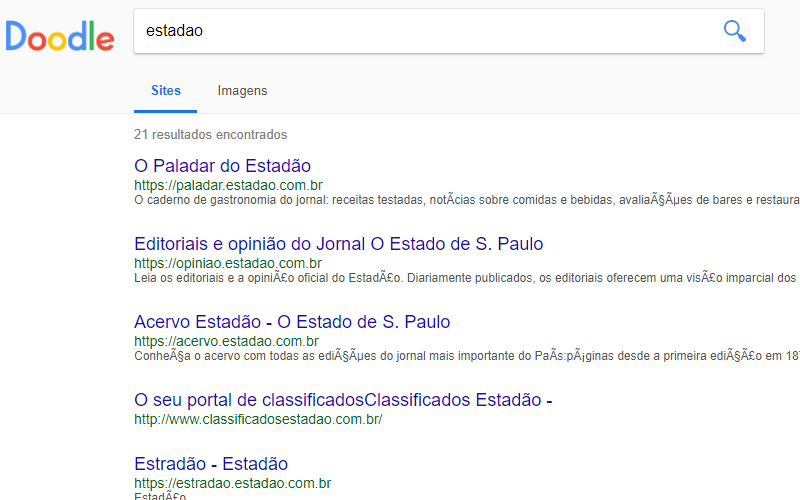 Doodle
estadao
Sites
Imagens
21 resultados encontrados
O Paladar do Estadão
https://paladar.estadao.com.br
O caderno de gastronomia do jornal: receitas testadas, notÃcias sobre comidas e bebidas, avaliaÃ§Ãµes de bares e restaura
Editoriais e opinião do Jornal O Estado de S. Paulo
https://opiniao.estadao.com.br
Leia os editoriais e a opiniÃ£o oficial do EstadÃ£o. Diariamente publicados, os editoriais oferecem uma visÃ£o imparcial dos
Acervo Estadão - O Estado de S. Paulo
https://acervo.estadao.com.br
ConheÃ§a o acervo com todas as ediÃ§Ãµes do jornal mais importante do PaÃs:pÃ¡ginas desde a primeira ediÃ§Ã£o em 187
O seu portal de classificadosClassificados Estadão -
http://www.classificadosestadao.com.br/
Estradão - Estadão
https://estradao.estadao.com.br
EstadÃ£o